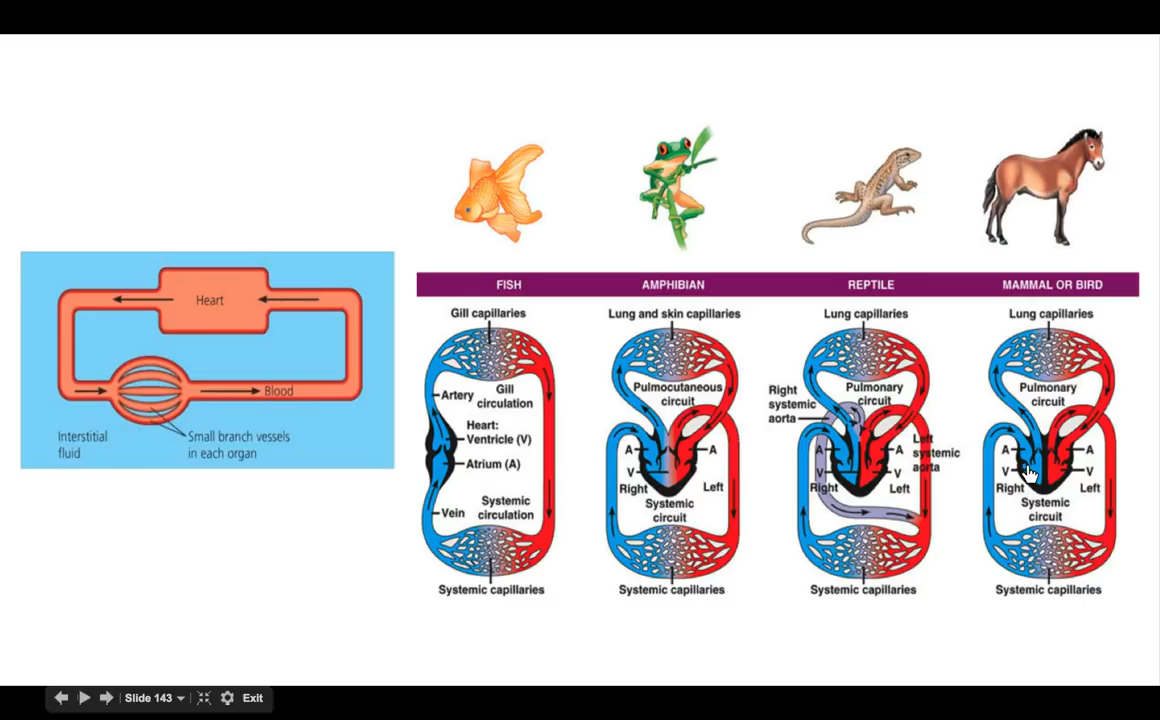 Heart
Blood
Interstitial
fluid
Small branch vessels
in each organ
FISH
AMPHIBIAN
REPTILE
MAMMAL OR BIRD
Gill capillaries
Artery
Gill
circulation
Heart:
Ventricle (V)
Atrium (A)
Systemic
circulation
Vein
Systemic capillaries
Lung and skin capillaries
Pulmocutaneous
circuit
A
A
V
Right
Left
Systemic
circuit
Systemic capillaries
Lung capillaries
Right
systemic
aorta
Pulmonary
circuit
Left
systemic
aorta
A
A
V
V
Right
Left
Systemic capillaries
Lung capillaries
Pulmonary
circuit
A
A
V
V
Right
Left
Systemic
circuit
Systemic capillaries
Slide 143
Exit